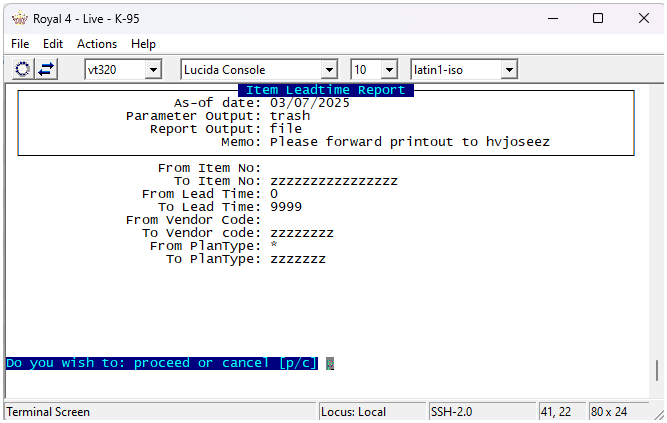 Royal 4 - Live - K-95
File Edit Actions Help
vt320 Lucida Console 10 latin1-iso
Item Leadtime Report
As-of date: 03/07/2025
Parameter Output: trash
Report Output: file
Memo: Please forward printout to hvjoseez
From Item No:
To Item No: zzzzzzzzzzzzzzzz
From Lead Time: 0
To Lead Time: 9999
From Vendor Code:
To Vendor code: zzzzzzzz
From PlanType: *
To PlanType: zzzzzzz
Do you wish to: proceed or cancel [p/c]
Terminal Screen Locus: Local SSH-2.0 41, 22 80 x 24